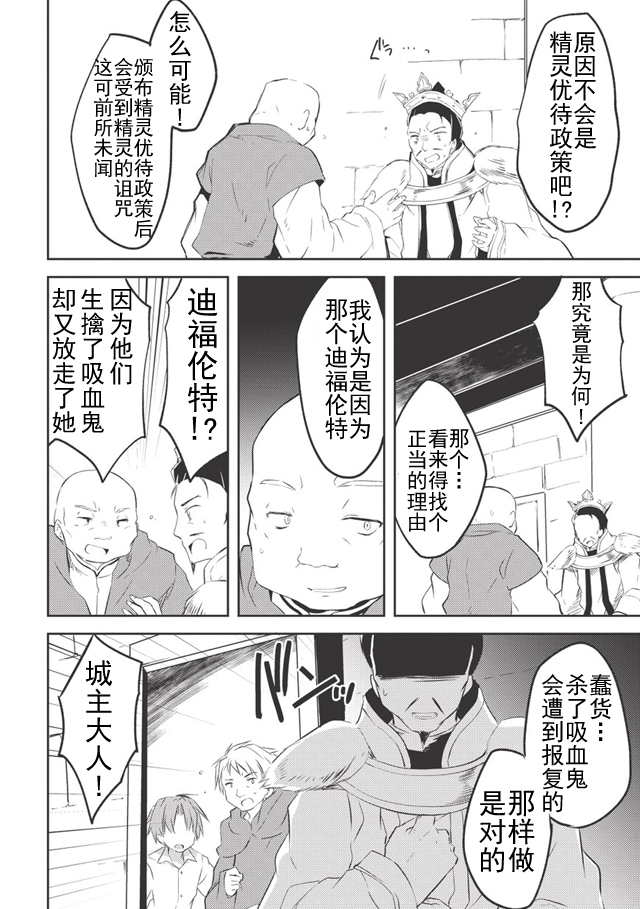 原因不会是
精灵优待
政策吧!?
怎么可能！
颁布精灵优待政策后
会受到精灵的诅咒
这可前所未闻
那究竟是为何！
那个…
看来得找个
正当的理由
我认为是因为
那个迪福伦特
迪福伦特!?
因为他们
生擒了吸血鬼
却又放走了她
蠢货…
杀了吸血鬼
会遭到报复的
那样做
是对的
城主大人！